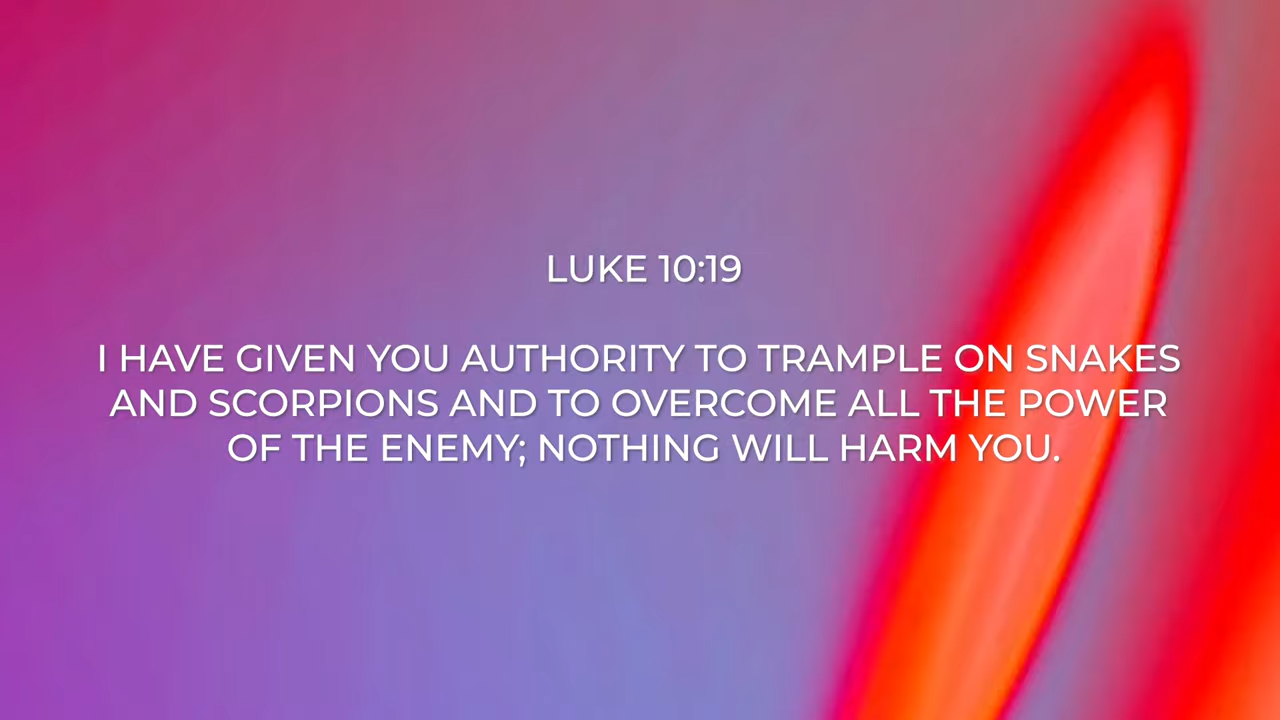 LUKE 10:19
I HAVE GIVEN YOU AUTHORITY TO TRAMPLE ON SNAKES
AND SCORPIONS AND TO OVERCOME ALL THE POWER
OF THE ENEMY; NOTHING WILL HARM YOU.